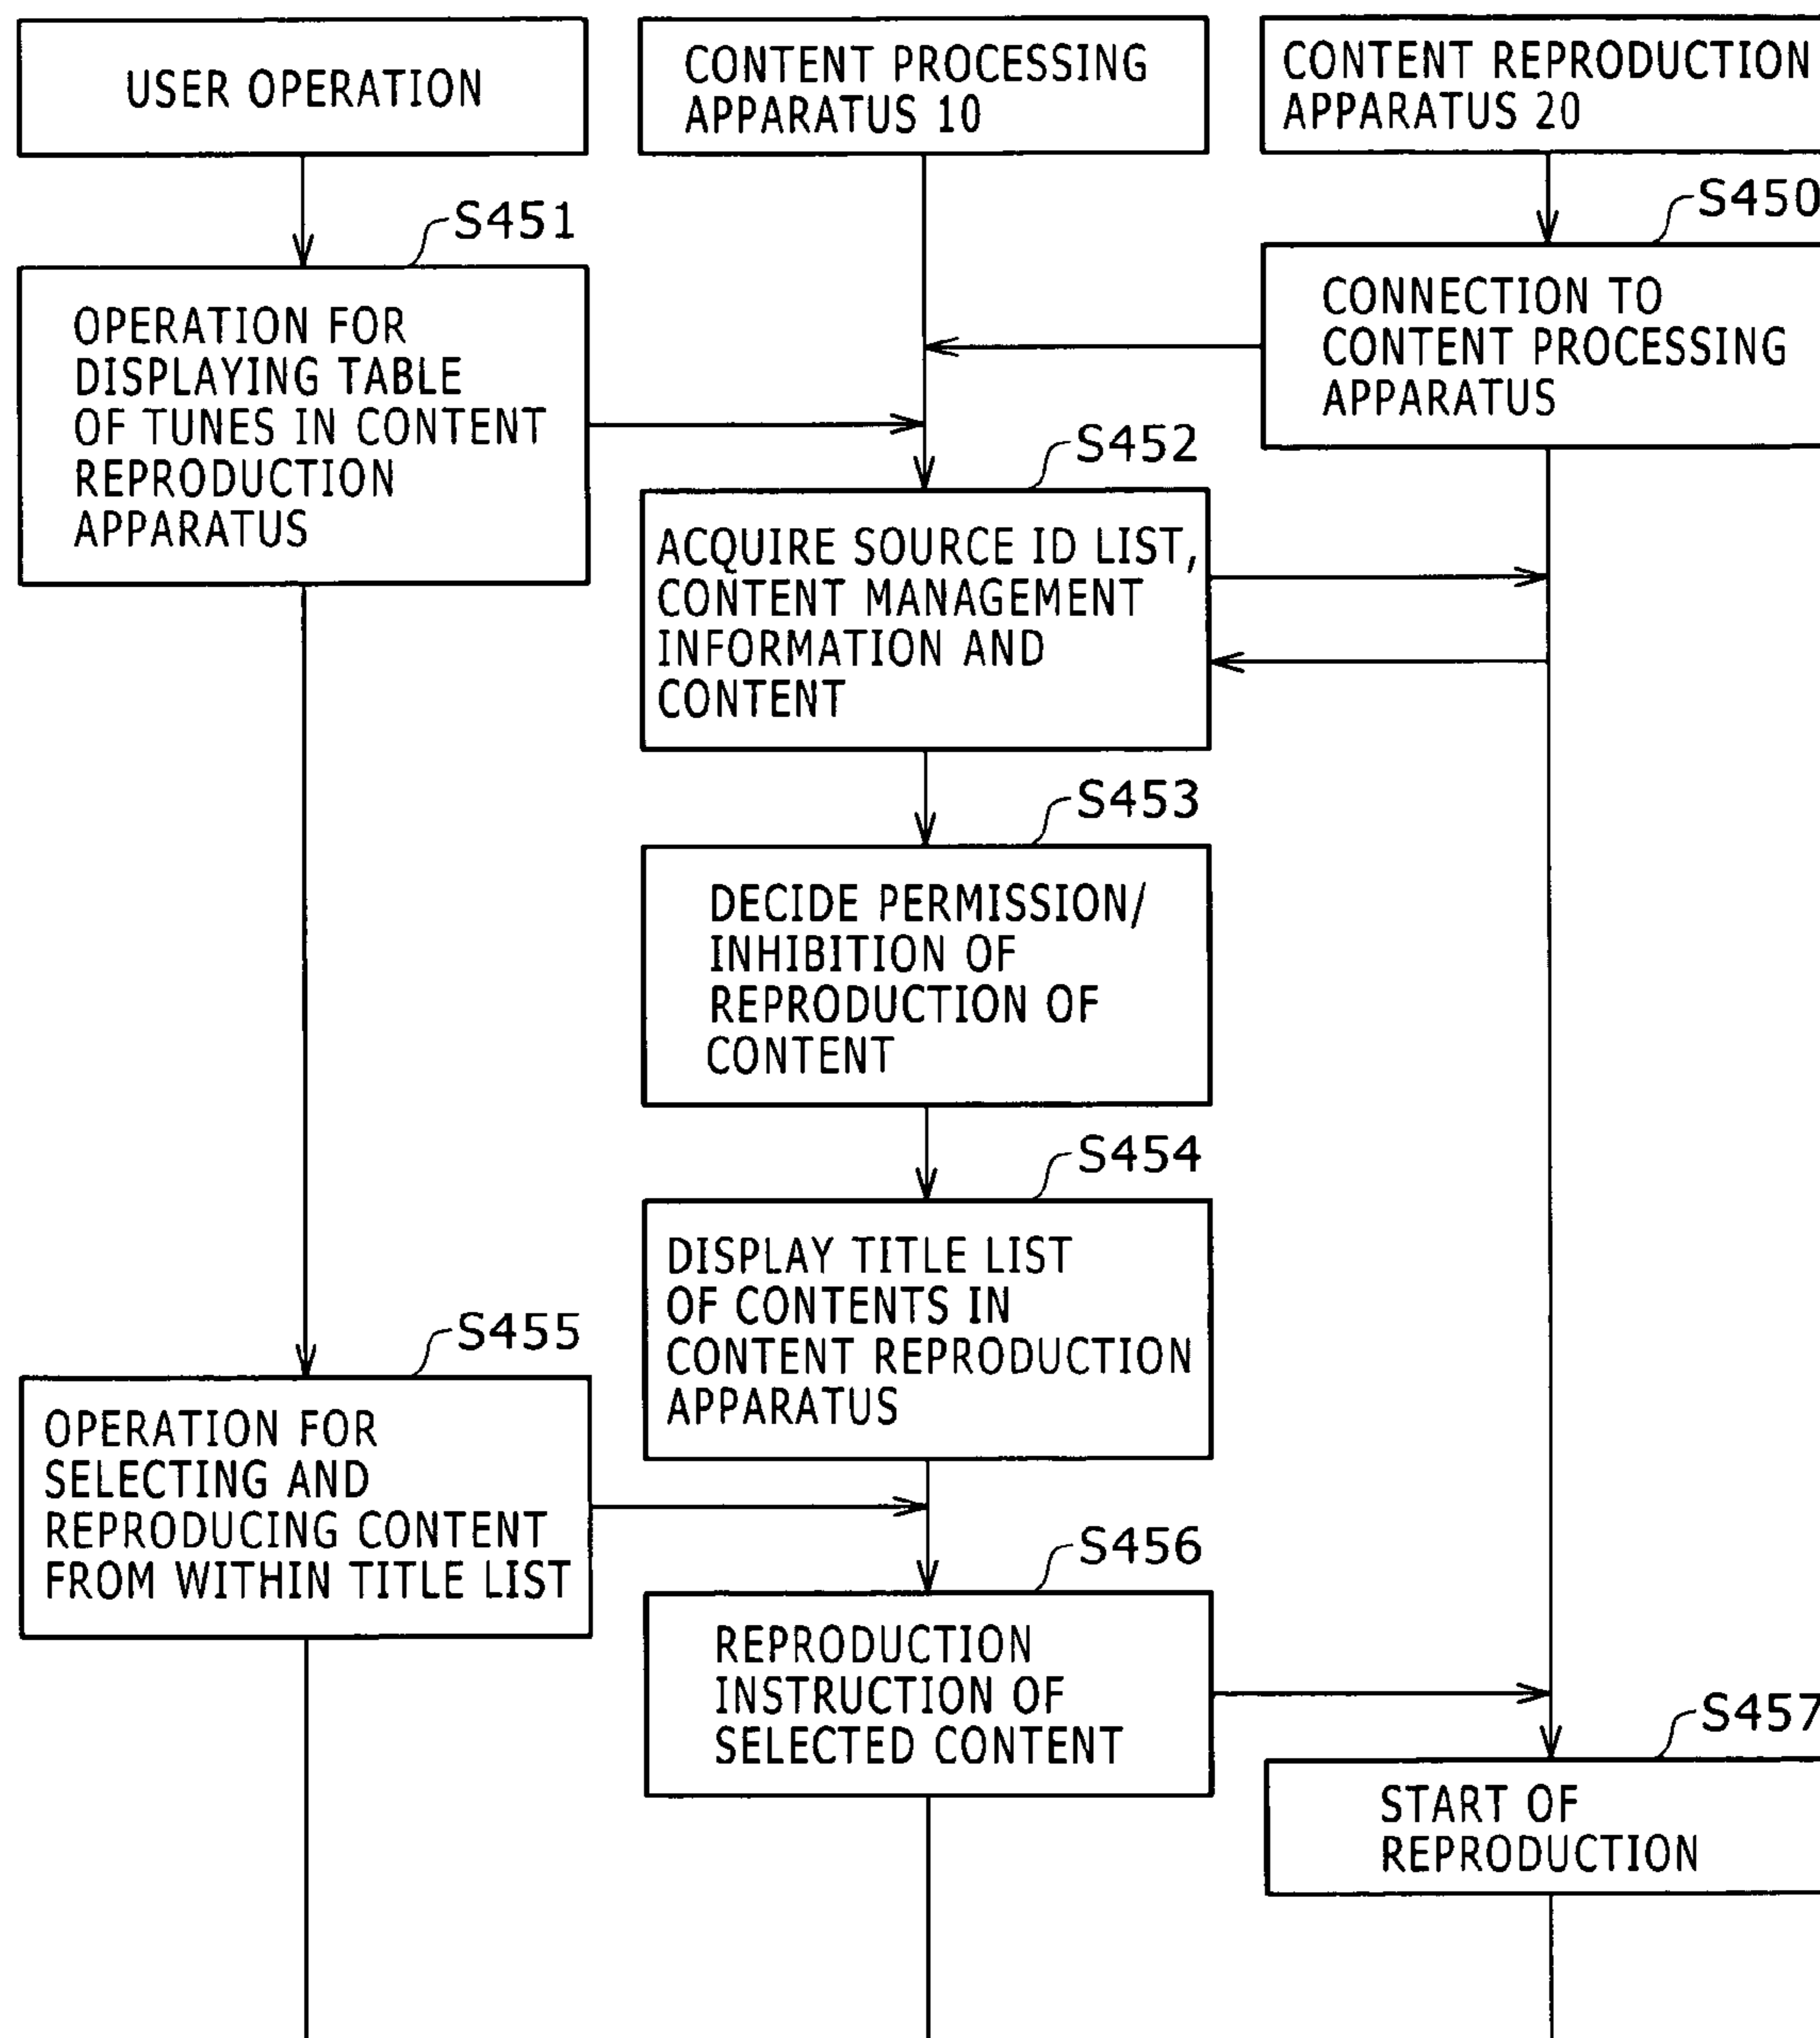 USER OPERATION
CONTENT PROCESSING
APPARATUS 10
CONTENT REPRODUCTION
APPARATUS 20
S450
CONNECTION TO
CONTENT PROCESSING
APPARATUS
S451
OPERATION FOR
DISPLAYING TABLE
OF TUNES IN CONTENT
REPRODUCTION
APPARATUS
S452
ACQUIRE SOURCE ID LIST,
CONTENT MANAGEMENT
INFORMATION AND
CONTENT
S453
DECIDE PERMISSION/
INHIBITION OF
REPRODUCTION OF
CONTENT
S454
DISPLAY TITLE LIST
OF CONTENTS IN
CONTENT REPRODUCTION
APPARATUS
S455
OPERATION FOR
SELECTING AND
REPRODUCING CONTENT
FROM WITHIN TITLE LIST
S456
REPRODUCTION
INSTRUCTION OF
SELECTED CONTENT
S457
START OF
REPRODUCTION